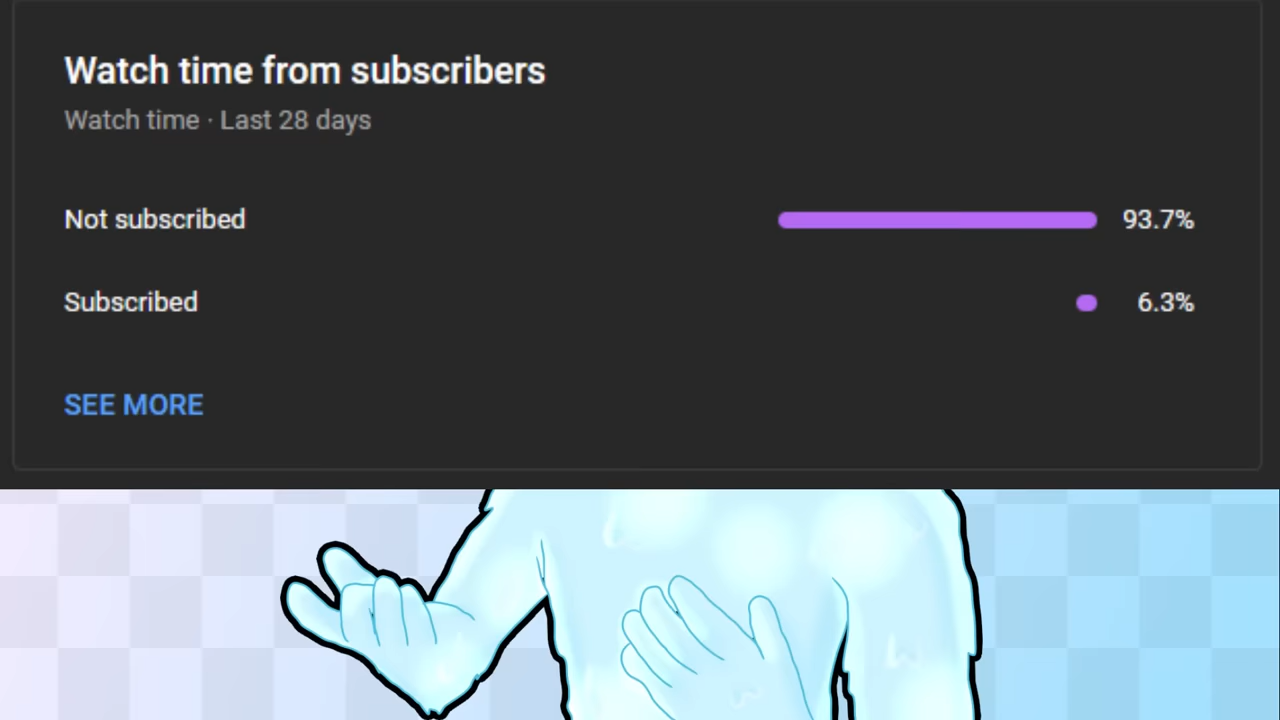 Watch time from subscribers
Watch time · Last 28 days
Not subscribed 93.7%
Subscribed 6.3%
SEE MORE